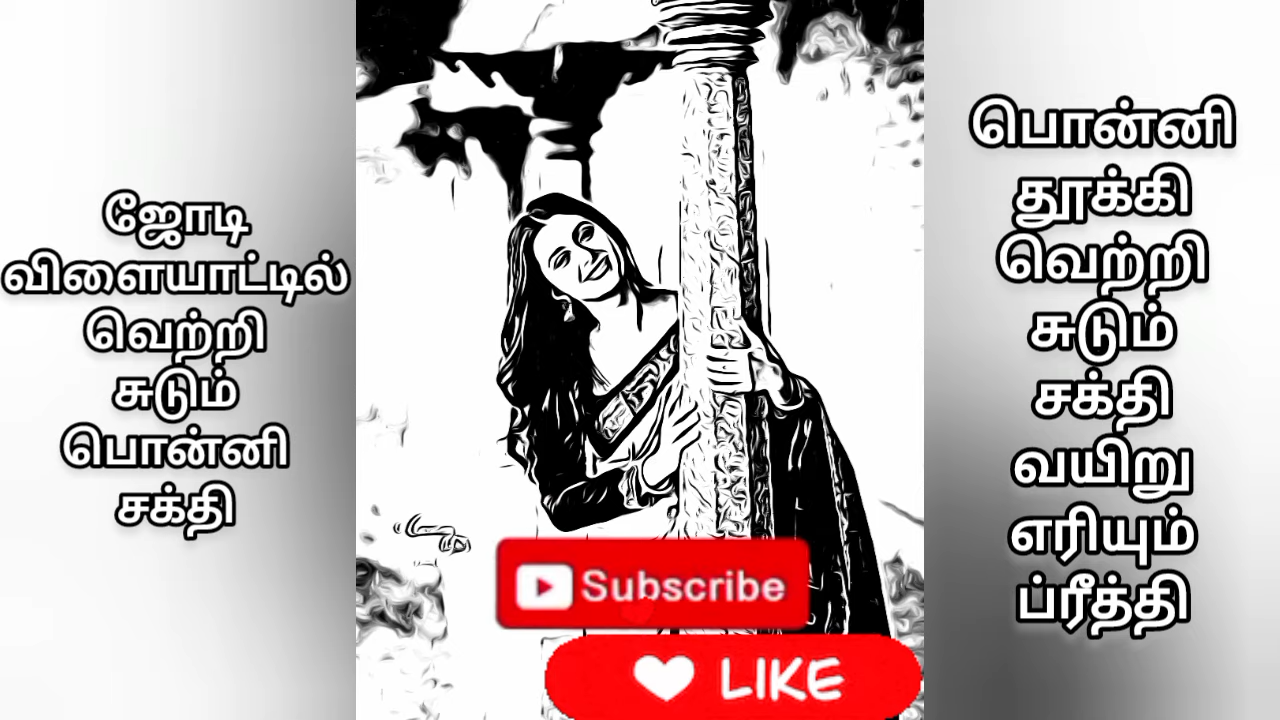 ஜோடி
விளையாட்டில்
வெற்றி
சுடும்
பொன்னி
சக்தி
பொன்னி
தூக்கி
வெற்றி
சுடும்
சக்தி
வயிறு
எரியும்
ப்ரீத்தி
Subscribe
LIKE